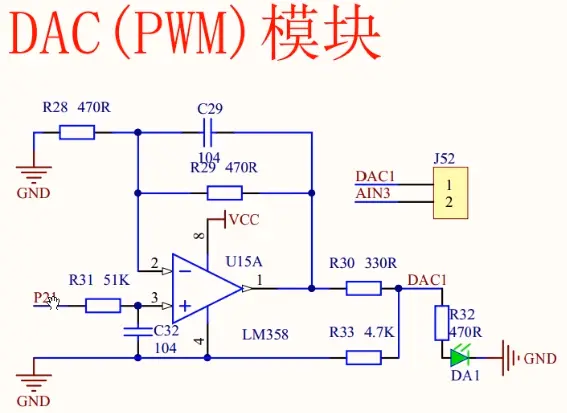 DAC(PWM)模块
R28 470R
C29
104
R29 470R
GND
J52
DAC1
1
AIN3
2
VCC
8
U15A
2
1
R30 330R
DAC1
R31 51K
P21
3
C32
104
4
LM358
R33 4.7K
R32
470R
DA1
GND
GND